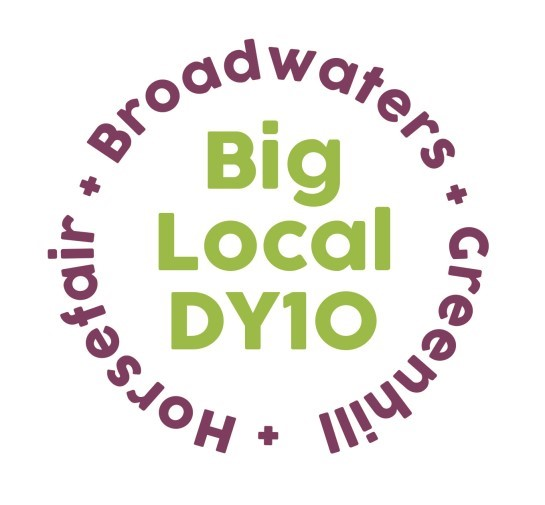 Broadwaters + Greenhill + Horsefair +
Big
Local
DY10